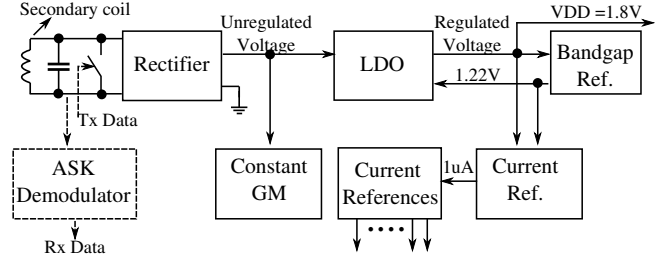 Secondary coil
Unregulated
Voltage
Regulated
Voltage
VDD =1.8V
Rectifier
LDO
Bandgap
Ref.
1.22V
Tx Data
ASK
Demodulator
Constant
GM
Current
References
1uA
Current
Ref.
Rx Data